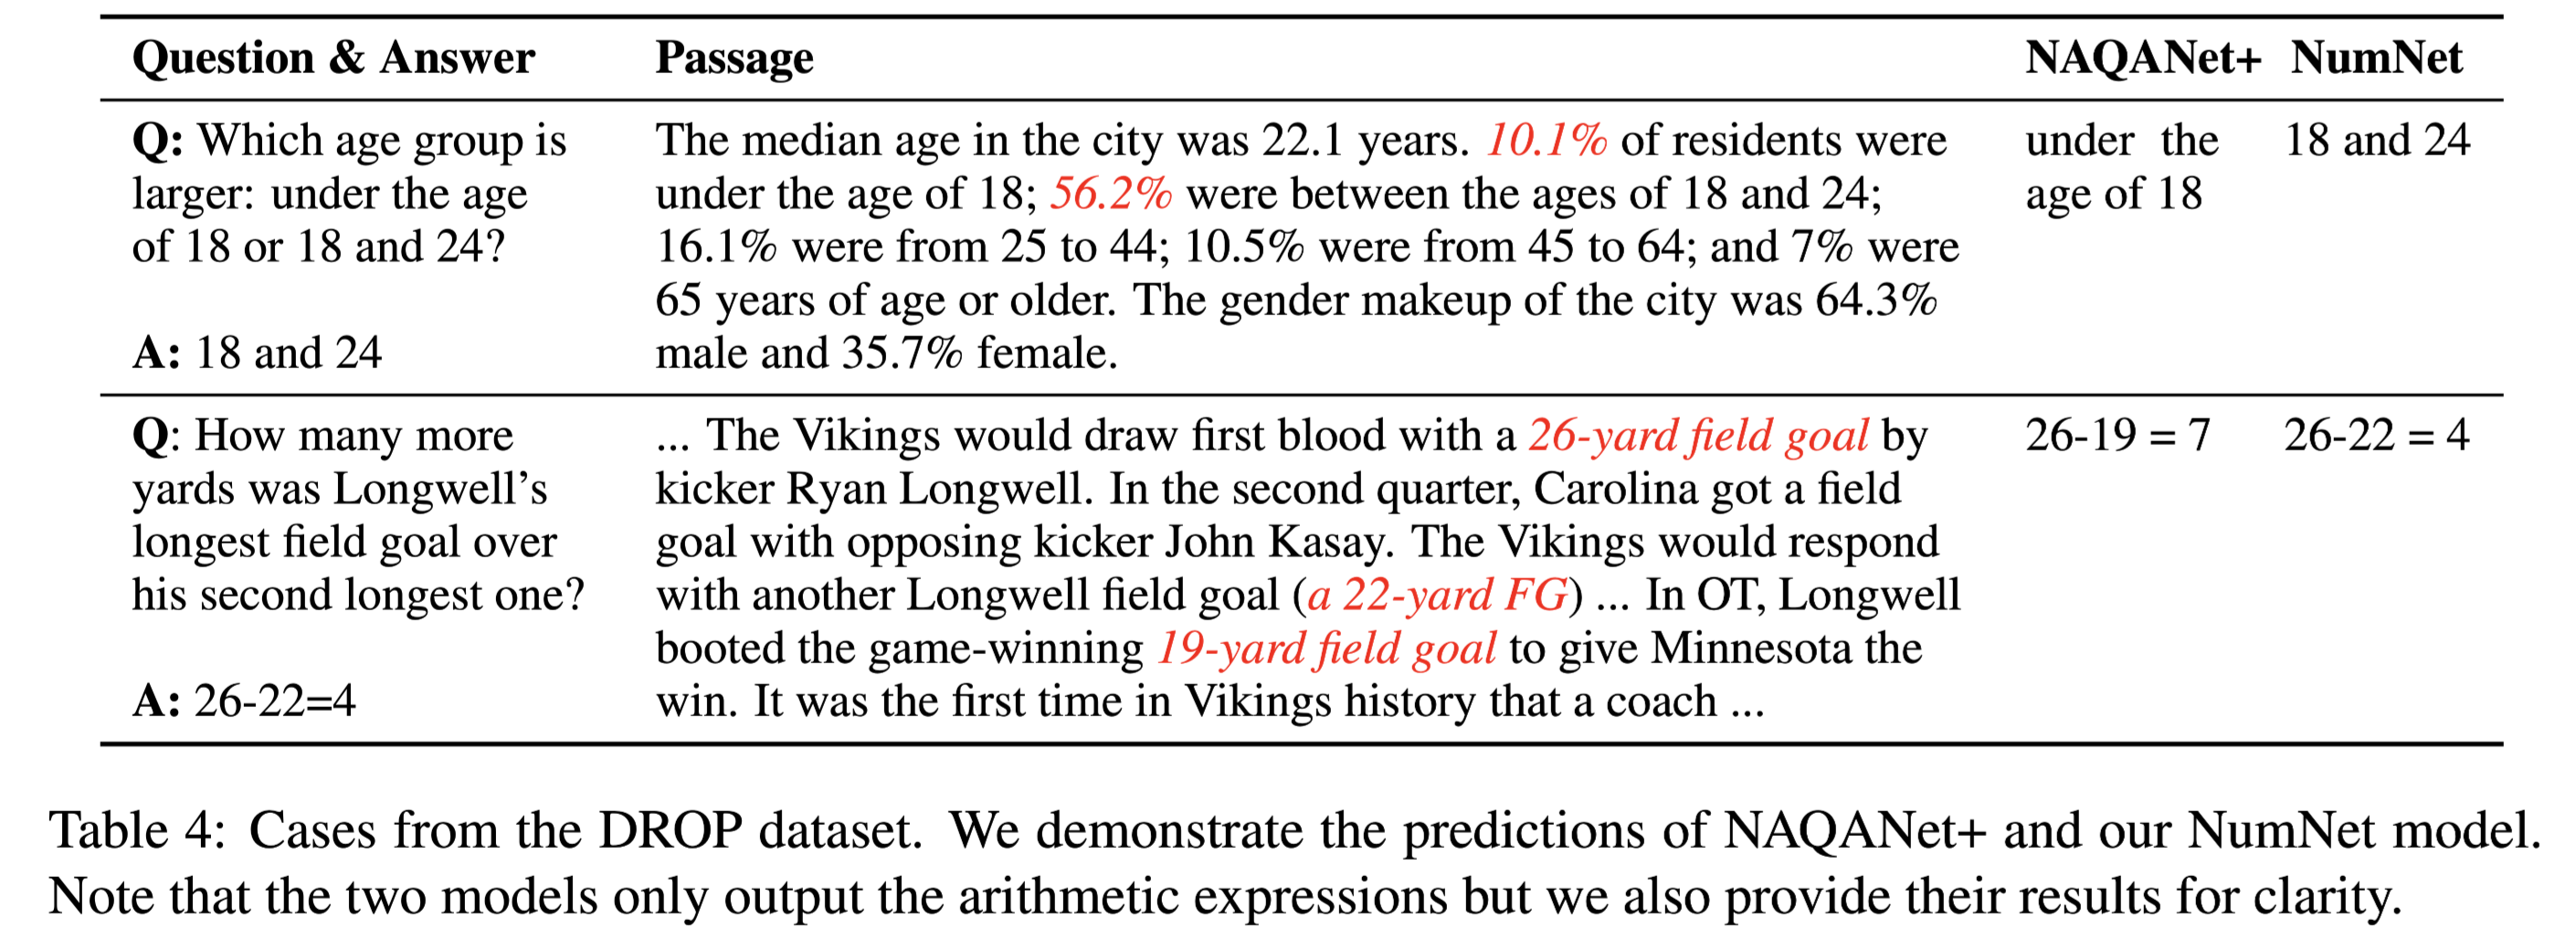 Question & Answer Passage NAQANet+ NumNet
Q: Which age group is
larger: under the age
of 18 or 18 and 24?
A: 18 and 24
The median age in the city was 22.1 years. 10.1% of residents were
under the age of 18; 56.2% were between the ages of 18 and 24;
16.1% were from 25 to 44; 10.5% were from 45 to 64; and 7% were
65 years of age or older. The gender makeup of the city was 64.3%
male and 35.7% female.
under the
age of 18
18 and 24
Q: How many more
yards was Longwell's
longest field goal over
his second longest one?
A: 26-22=4
... The Vikings would draw first blood with a 26-yard field goal by
kicker Ryan Longwell. In the second quarter, Carolina got a field
goal with opposing kicker John Kasay. The Vikings would respond
with another Longwell field goal (a 22-yard FG) ... In OT, Longwell
booted the game-winning 19-yard field goal to give Minnesota the
win. It was the first time in Vikings history that a coach ...
26-19 = 7
26-22 = 4
Table 4: Cases from the DROP dataset. We demonstrate the predictions of NAQANet+ and our NumNet model.
Note that the two models only output the arithmetic expressions but we also provide their results for clarity.